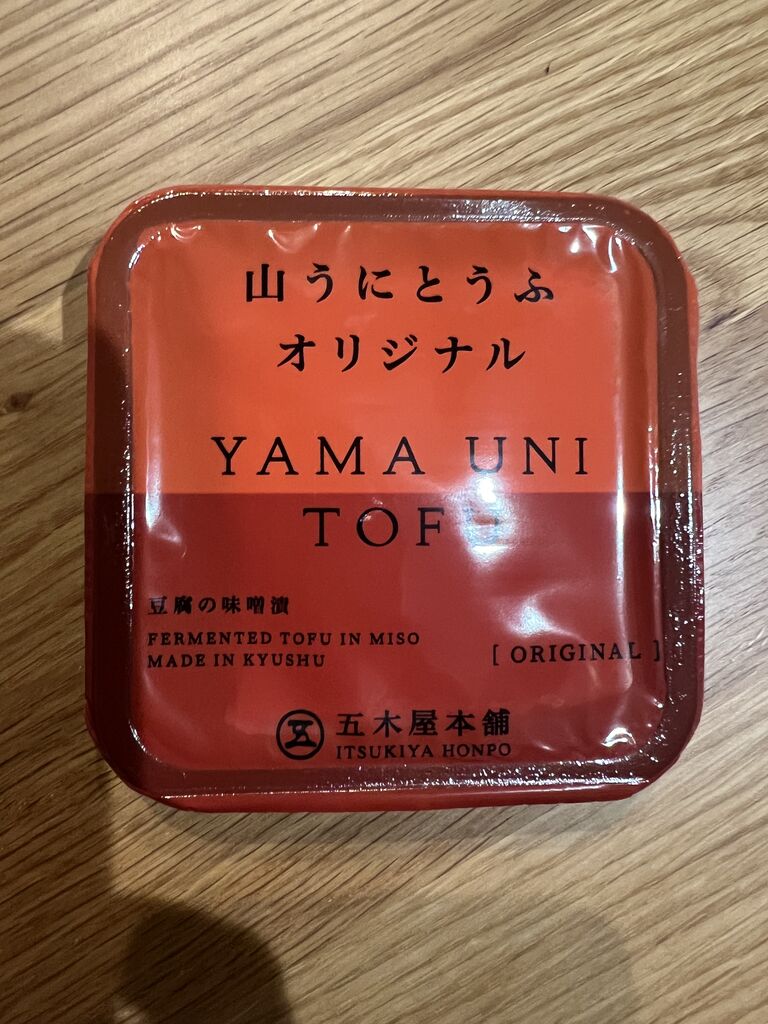 山うにとうふ
オリジナル
YAMA UNI
TOFU
豆腐の味噌漬
FERMENTED TOFU IN MISO
MADE IN KYUSHU
[ ORIGINAL ]
五木屋本舗
ITSUKIYA HONPO